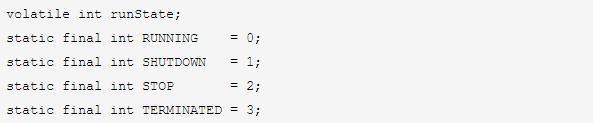 volatile int runState;
static final int RUNNING    = 0;
static final int SHUTDOWN   = 1;
static final int STOP       = 2;
static final int TERMINATED = 3;